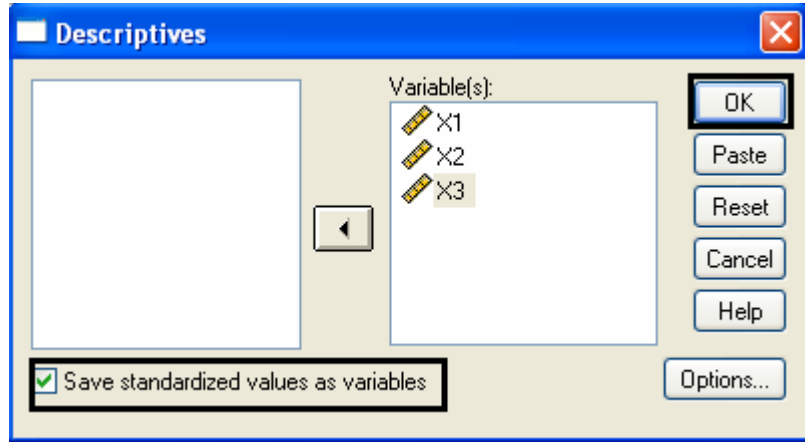 Descriptives
Variable(s):
X1
X2
X3
OK
Paste
Reset
Cancel
Help
Save standardized values as variables
Options...